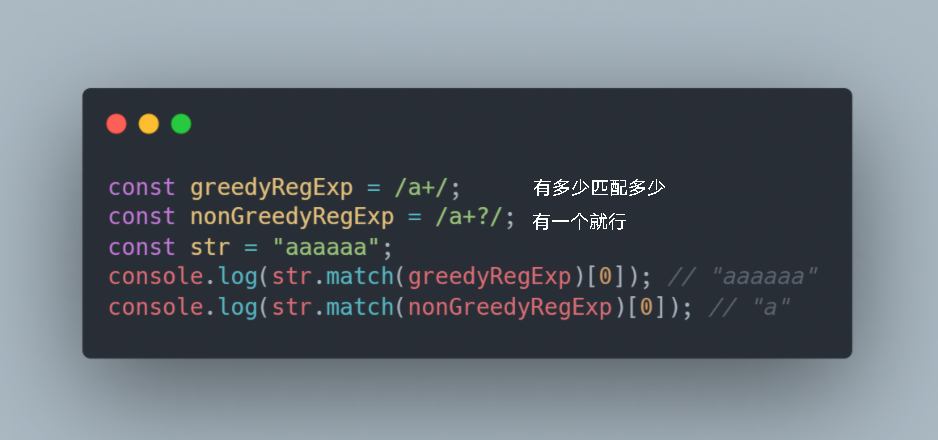 const greedyRegExp = /a+/; 有多少匹配多少
const nonGreedyRegExp = /a+?/; 有一个就行
const str = "aaaaaa";
console.log(str.match(greedyRegExp)[0]); // "aaaaaa"
console.log(str.match(nonGreedyRegExp)[0]); // "a"